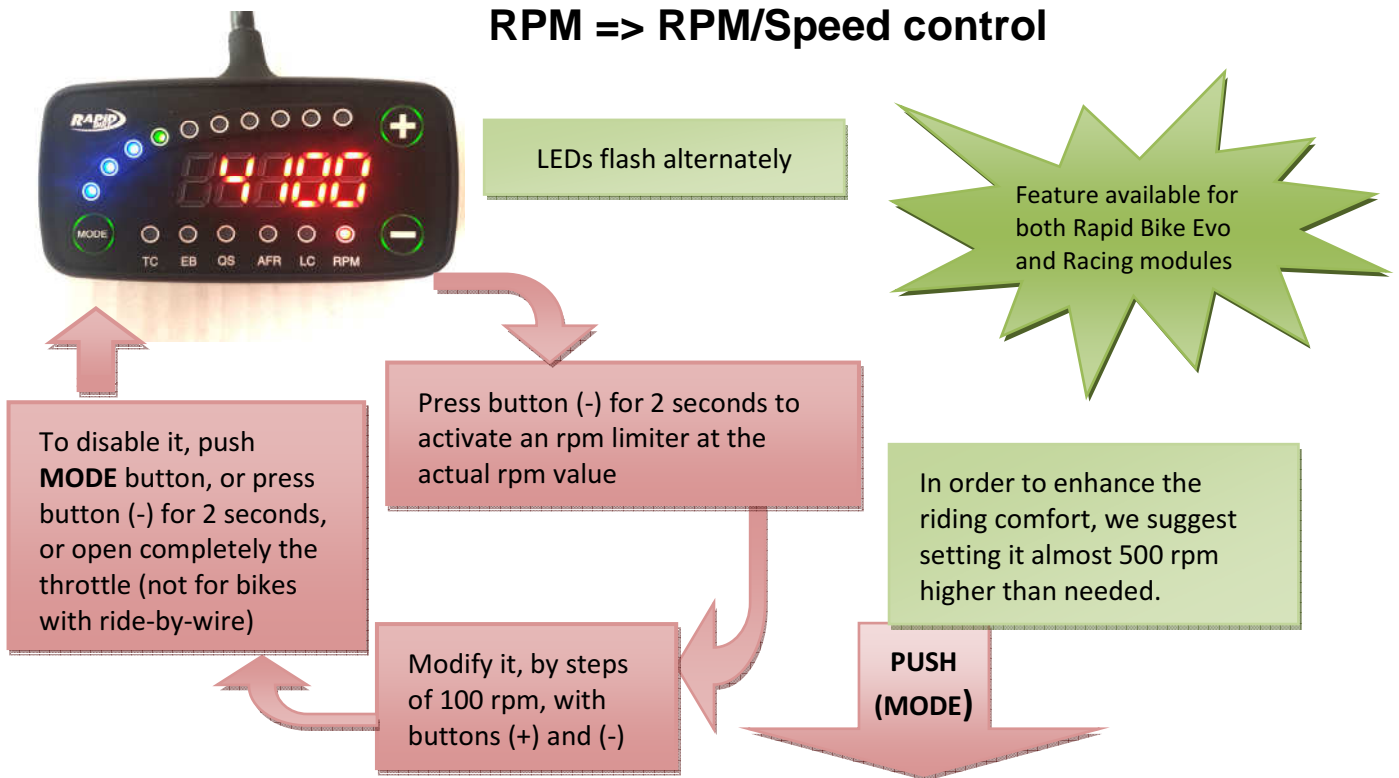 RPM => RPM/Speed control
RAPiD
BIKE
4100
MODE
TC EB QS AFR LC RPM
+
-
LEDs flash alternately
Feature available for
both Rapid Bike Evo
and Racing modules
Press button (-) for 2 seconds to
activate an rpm limiter at the
actual rpm value
To disable it, push
MODE button, or press
button (-) for 2 seconds,
or open completely the
throttle (not for bikes
with ride-by-wire)
In order to enhance the
riding comfort, we suggest
setting it almost 500 rpm
higher than needed.
Modify it, by steps
of 100 rpm, with
buttons (+) and (-)
PUSH
(MODE)